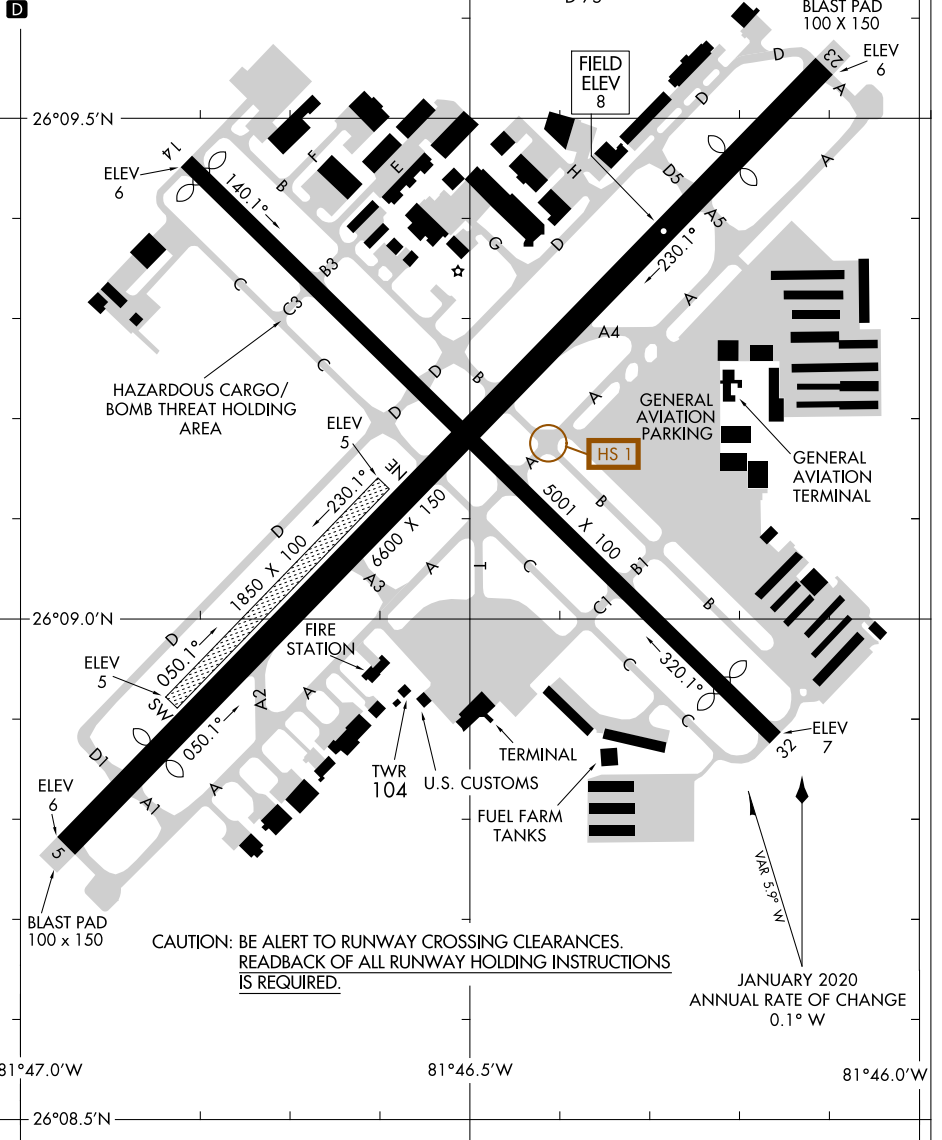 D
BLAST PAD
100 X 150
23
ELEV
6
FIELD
ELEV
8
D
A
D
26°09.5'N
14
ELEV
6
140.1°
B
F
E
H
D5
A
A5
G
D
230.1°
B3
C
C3
A
A4
C
D
B
HAZARDOUS CARGO/
BOMB THREAT HOLDING
AREA
D
A
GENERAL
AVIATION
PARKING
ELEV
5
NE
HS 1
A
GENERAL
AVIATION
TERMINAL
230.1°
1850 X 100
6600 X 150
5001 X 100
B
D
A3
A
T
C
B1
C1
B
26°09.0'N
FIRE
STATION
D
050.1°
ELEV
5
SW
A2
A
050.1°
C
320.1°
C
ELEV
7
32
D1
TERMINAL
TWR
104
U.S. CUSTOMS
ELEV
6
A1
A
FUEL FARM
TANKS
5
VAR 5.9° W
BLAST PAD
100 x 150
CAUTION: BE ALERT TO RUNWAY CROSSING CLEARANCES.
READBACK OF ALL RUNWAY HOLDING INSTRUCTIONS
IS REQUIRED.
JANUARY 2020
ANNUAL RATE OF CHANGE
0.1° W
81°47.0'W
81°46.5'W
81°46.0'W
26°08.5'N